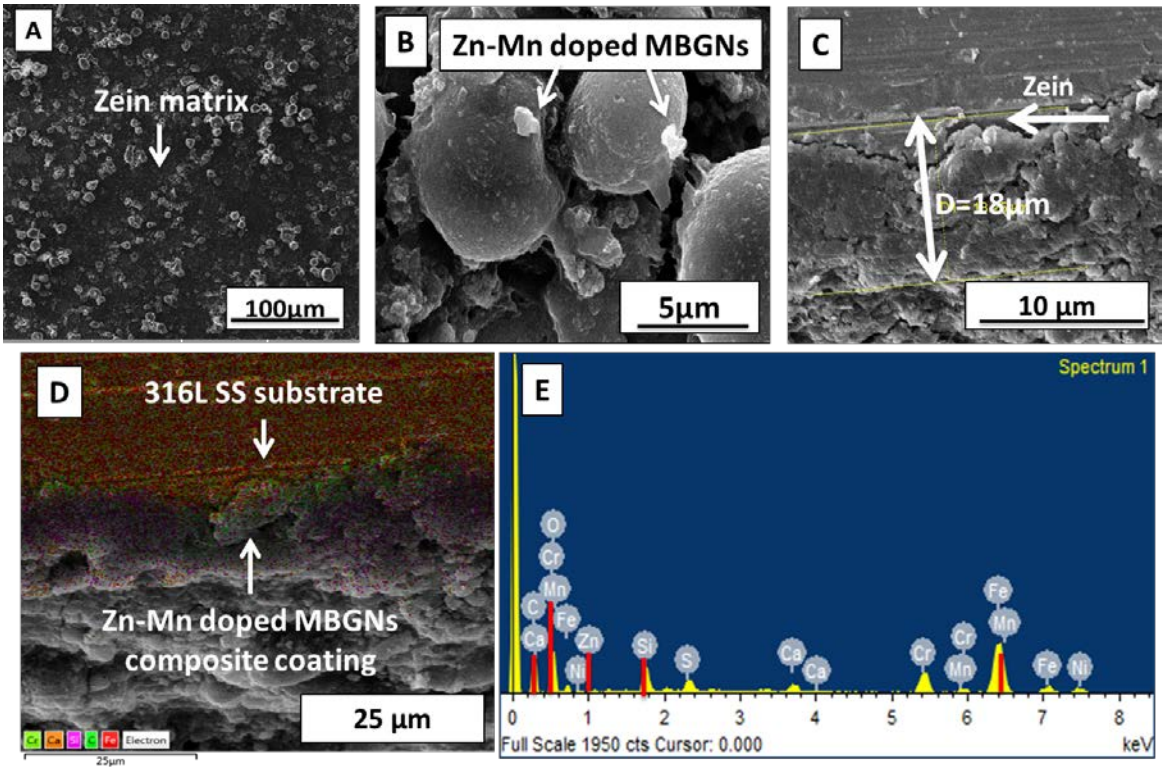 A
Zein matrix
100µm
B
Zn-Mn doped MBGNs
5µm
C
Zein
D=18µm
10 µm
D
316L SS substrate
Zn-Mn doped MBGNs
composite coating
25 µm
Cr Ca Si C Fe Electron
25µm
E
Spectrum 1
O
Cr
C Mn
Ca Fe
Ni
Zn
Si
S
Ca
Ca
Cr
Cr
Mn
Fe
Mn
Fe
Ni
0 1 2 3 4 5 6 7 8
Full Scale 1950 cts Cursor: 0.000 keV